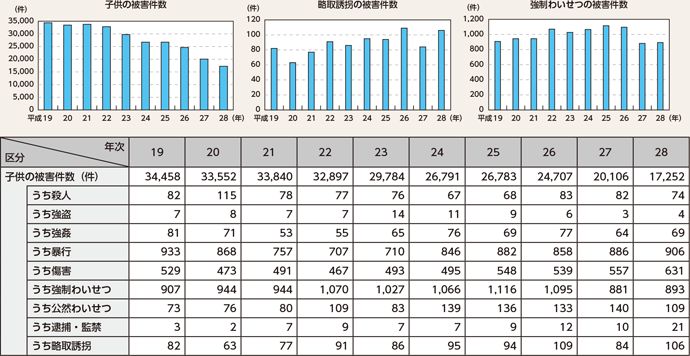 子供の被害件数
(件)
35,000
30,000
25,000
20,000
15,000
10,000
5,000
0
平成19 20 21 22 23 24 25 26 27 28 (年)
略取誘拐の被害件数
(件)
120
100
80
60
40
20
0
平成19 20 21 22 23 24 25 26 27 28 (年)
強制わいせつの被害件数
(件)
1,200
1,000
800
600
400
200
0
平成19 20 21 22 23 24 25 26 27 28 (年)
年次
区分
19 20 21 22 23 24 25 26 27 28
子供の被害件数(件) 34,458 33,552 33,840 32,897 29,784 26,791 26,783 24,707 20,106 17,252
うち殺人 82 115 78 77 76 67 68 83 82 74
うち強盗 7 8 7 7 14 11 9 6 3 4
うち強姦 81 71 53 55 65 76 69 77 64 69
うち暴行 933 868 757 707 710 846 882 858 886 906
うち傷害 529 473 491 467 493 495 548 539 557 631
うち強制わいせつ 907 944 944 1,070 1,027 1,066 1,116 1,095 881 893
うち公然わいせつ 73 76 80 109 83 139 136 133 140 109
うち逮捕・監禁 3 2 7 9 7 7 9 12 10 21
うち略取誘拐 82 63 77 91 86 95 94 109 84 106